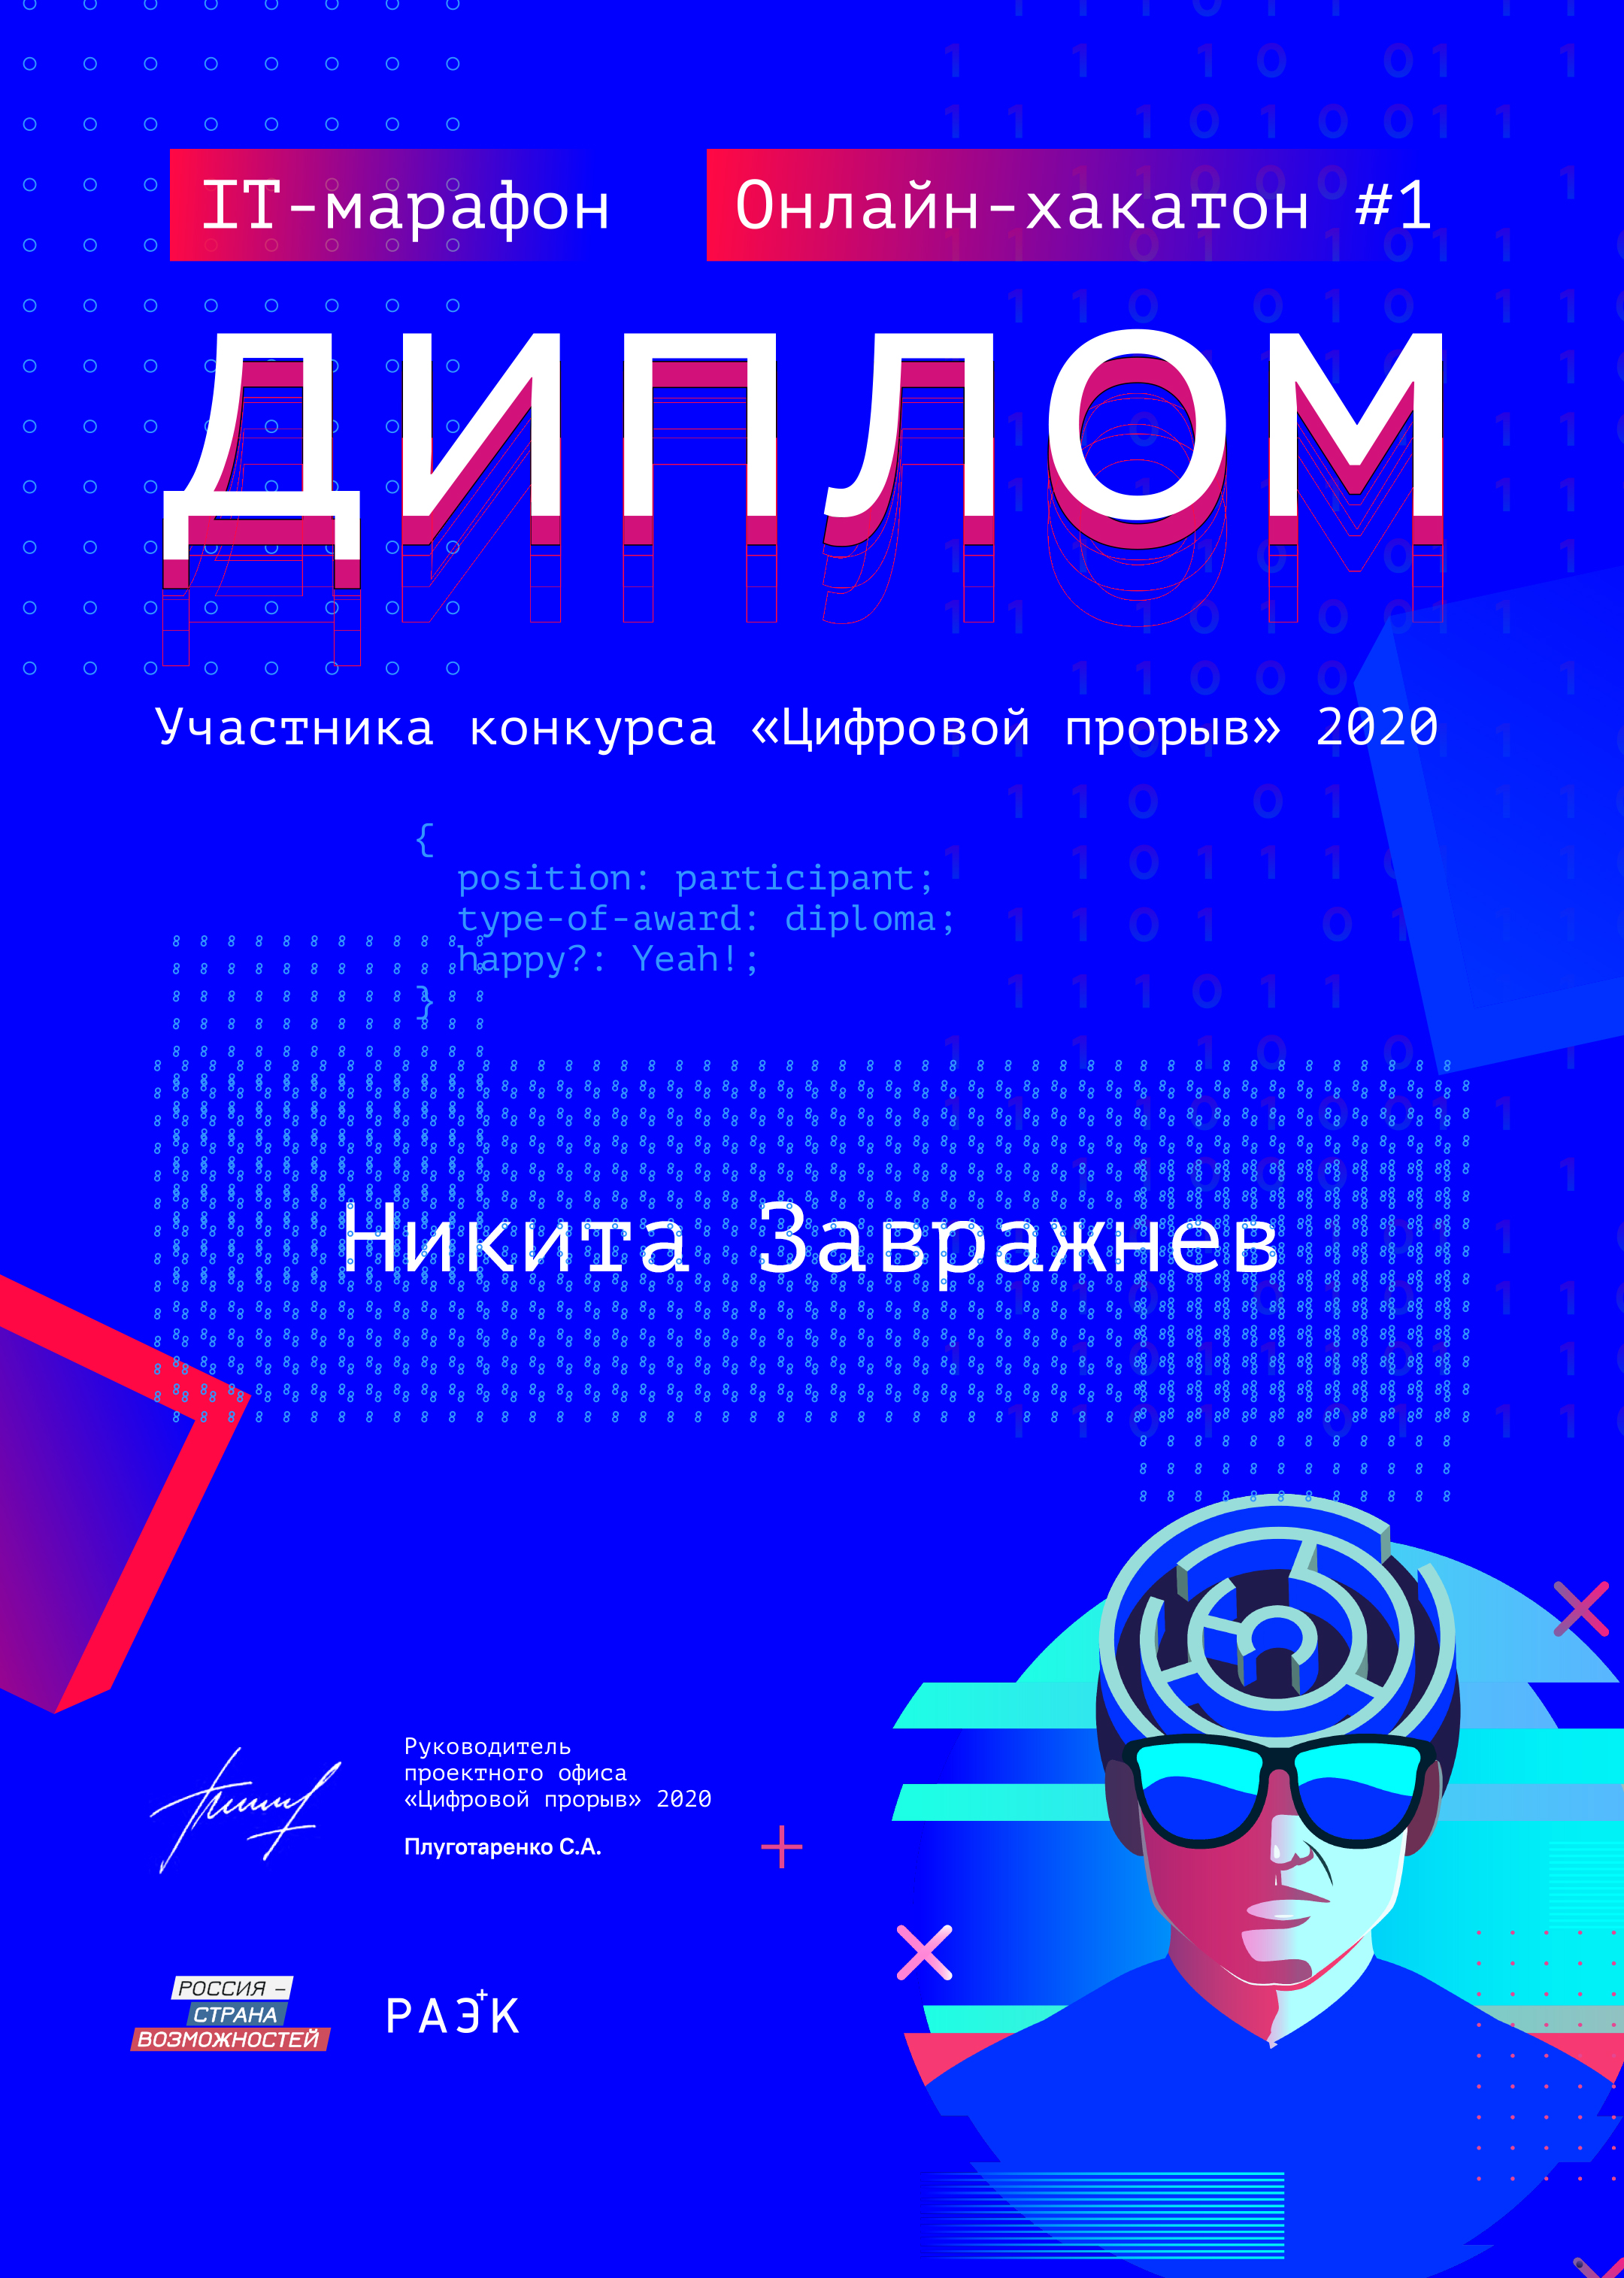 IT-марафон
Онлайн-хакатон #1
ДИПЛОМ
Участника конкурса «Цифровой прорыв» 2020
{
position: participant;
type-of-award: diploma;
happy?: Yeah!;
}
Никита Завражнев
Руководитель
проектного офиса
«Цифровой прорыв» 2020
Плуготаренко С.А.
РОССИЯ –
СТРАНА
ВОЗМОЖНОСТЕЙ
РАЭК+